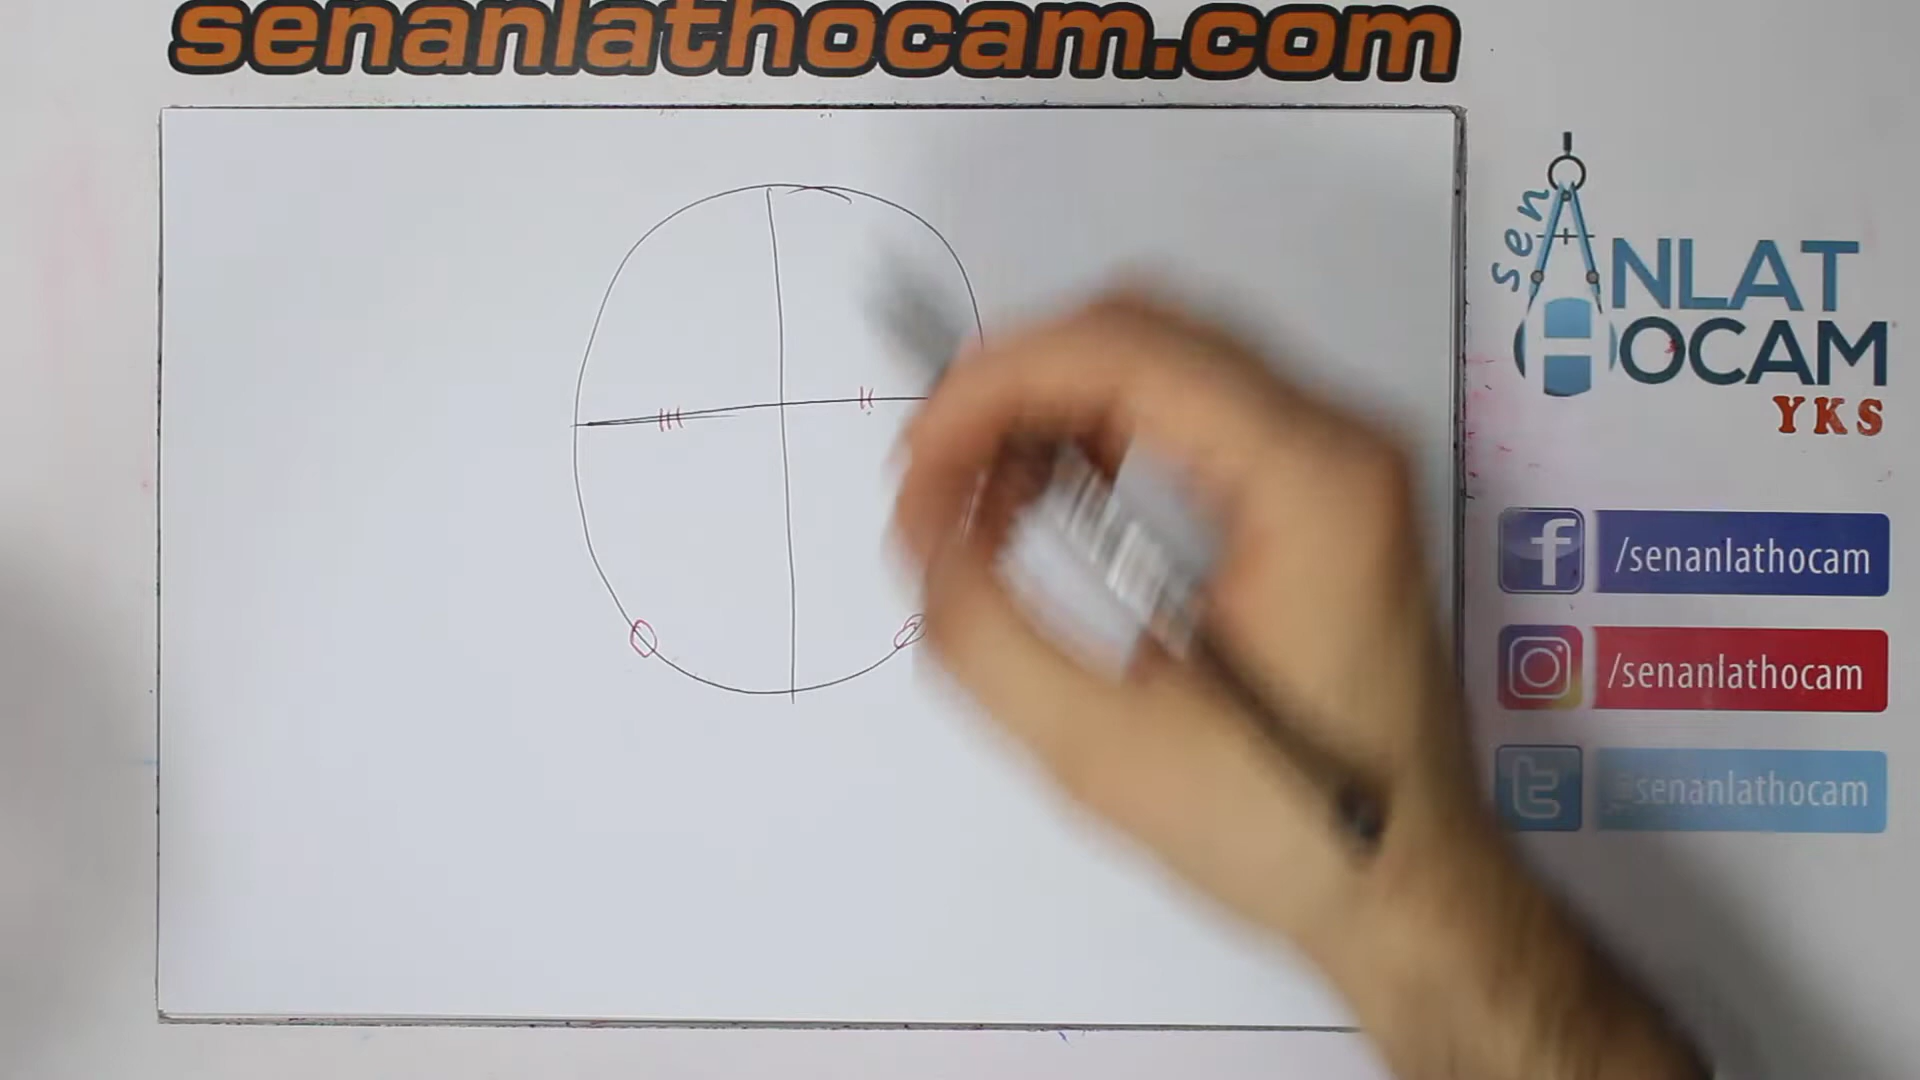 senanlathocam.com
sen
ANLAT
HOCAM
YKS
f /senanlathocam
/senanlathocam
t @senanlathocam